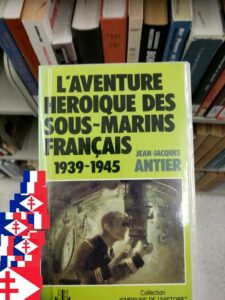 L'AVENTURE
HEROIQUE DES
SOUS-MARINS
FRANÇAIS
JEAN-JACQUES
1939-1945 ANTIER
Collection